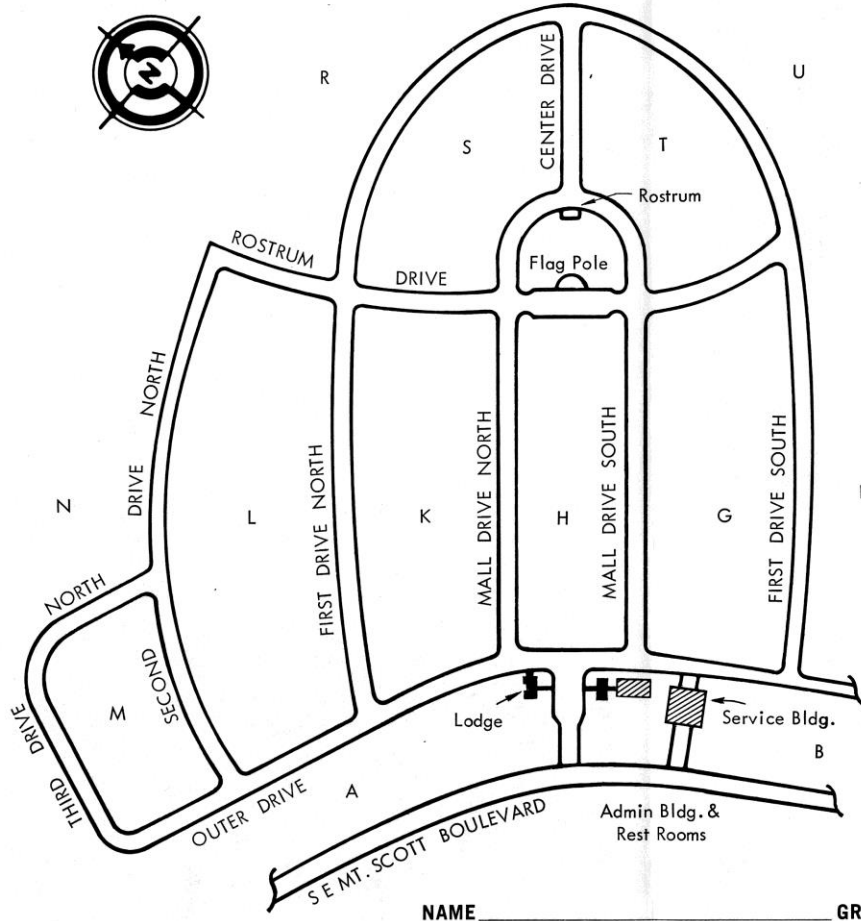 N
R
U
CENTER DRIVE
S
T
Rostrum
ROSTRUM
DRIVE
Flag Pole
DRIVE NORTH
N
L
FIRST DRIVE NORTH
K
MALL DRIVE NORTH
H
MALL DRIVE SOUTH
G
FIRST DRIVE SOUTH
NORTH
THIRD DRIVE
M
SECOND
Lodge
Service Bldg.
OUTER DRIVE
A
B
S E MT. SCOTT BOULEVARD
Admin Bldg. &
Rest Rooms
NAME GR